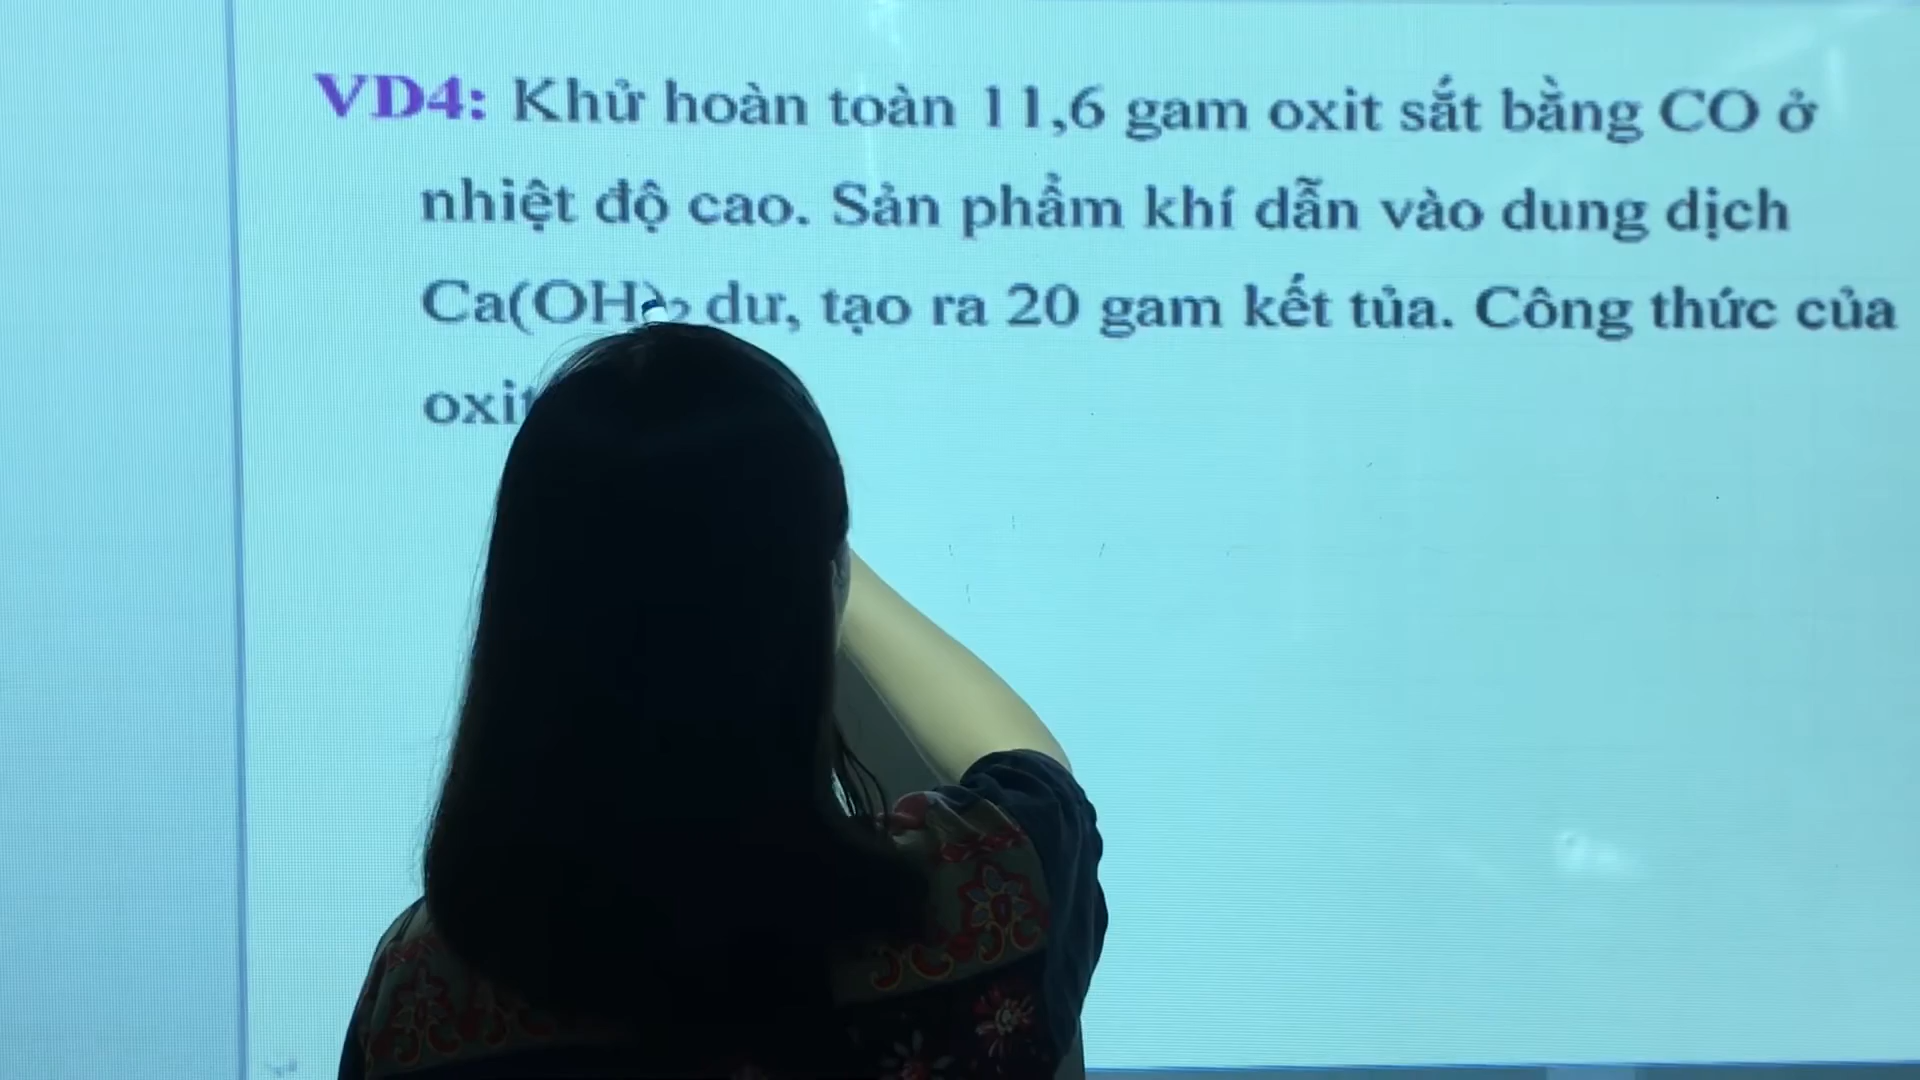 VD4: Khử hoàn toàn 11,6 gam oxit sắt bằng CO ở
nhiệt độ cao. Sản phẩm khí dẫn vào dung dịch
Ca(OH)2 dư, tạo ra 20 gam kết tủa. Công thức của
oxit